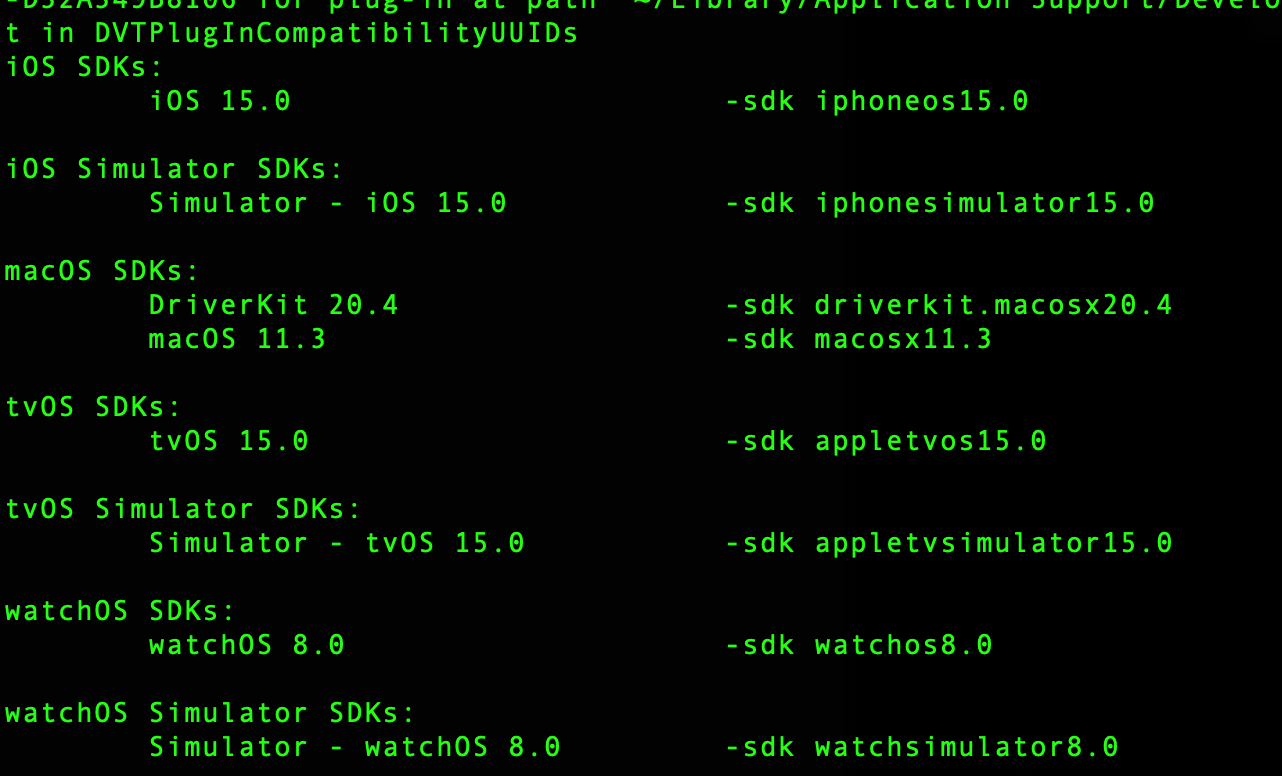 for plug-in at path '~/Library/Application Support/Develo
t in DVTPlugInCompatibilityUUIDs
iOS SDKs:
iOS 15.0 -sdk iphoneos15.0
iOS Simulator SDKs:
Simulator - iOS 15.0 -sdk iphonesimulator15.0
macOS SDKs:
DriverKit 20.4 -sdk driverkit.macosx20.4
macOS 11.3 -sdk macosx11.3
tvOS SDKs:
tvOS 15.0 -sdk appletvos15.0
tvOS Simulator SDKs:
Simulator - tvOS 15.0 -sdk appletvsimulator15.0
watchOS SDKs:
watchOS 8.0 -sdk watchos8.0
watchOS Simulator SDKs:
Simulator - watchOS 8.0 -sdk watchsimulator8.0